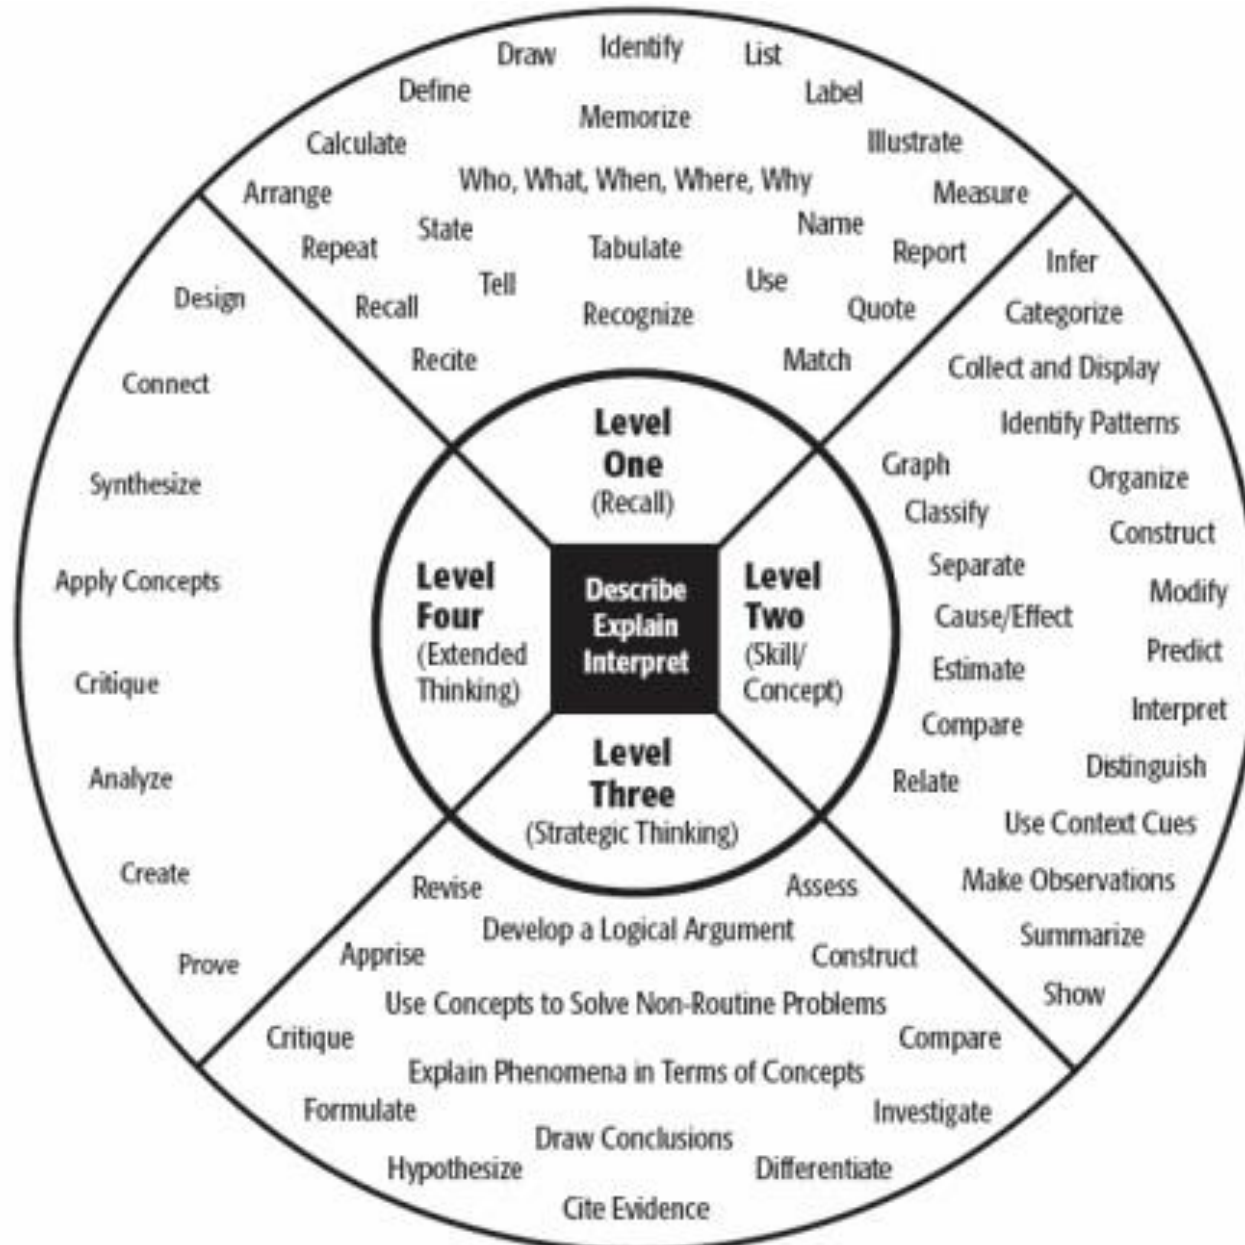 Draw
Identify
List
Define
Label
Memorize
Calculate
Illustrate
Who, What, When, Where, Why
Arrange
Measure
State
Name
Repeat
Tabulate
Report
Tell
Use
Recall
Recognize
Quote
Recite
Match
Infer
Categorize
Collect and Display
Identify Patterns
Graph
Organize
Classify
Construct
Separate
Modify
Cause/Effect
Predict
Estimate
Interpret
Compare
Distinguish
Relate
Use Context Cues
Make Observations
Summarize
Show
Design
Connect
Synthesize
Apply Concepts
Critique
Analyze
Create
Prove
Level
One
(Recall)
Level
Two
(Skill/
Concept)
Level
Three
(Strategic Thinking)
Level
Four
(Extended
Thinking)
Describe
Explain
Interpret
Revise
Assess
Develop a Logical Argument
Apprise
Construct
Use Concepts to Solve Non-Routine Problems
Critique
Compare
Explain Phenomena in Terms of Concepts
Formulate
Investigate
Draw Conclusions
Hypothesize
Differentiate
Cite Evidence